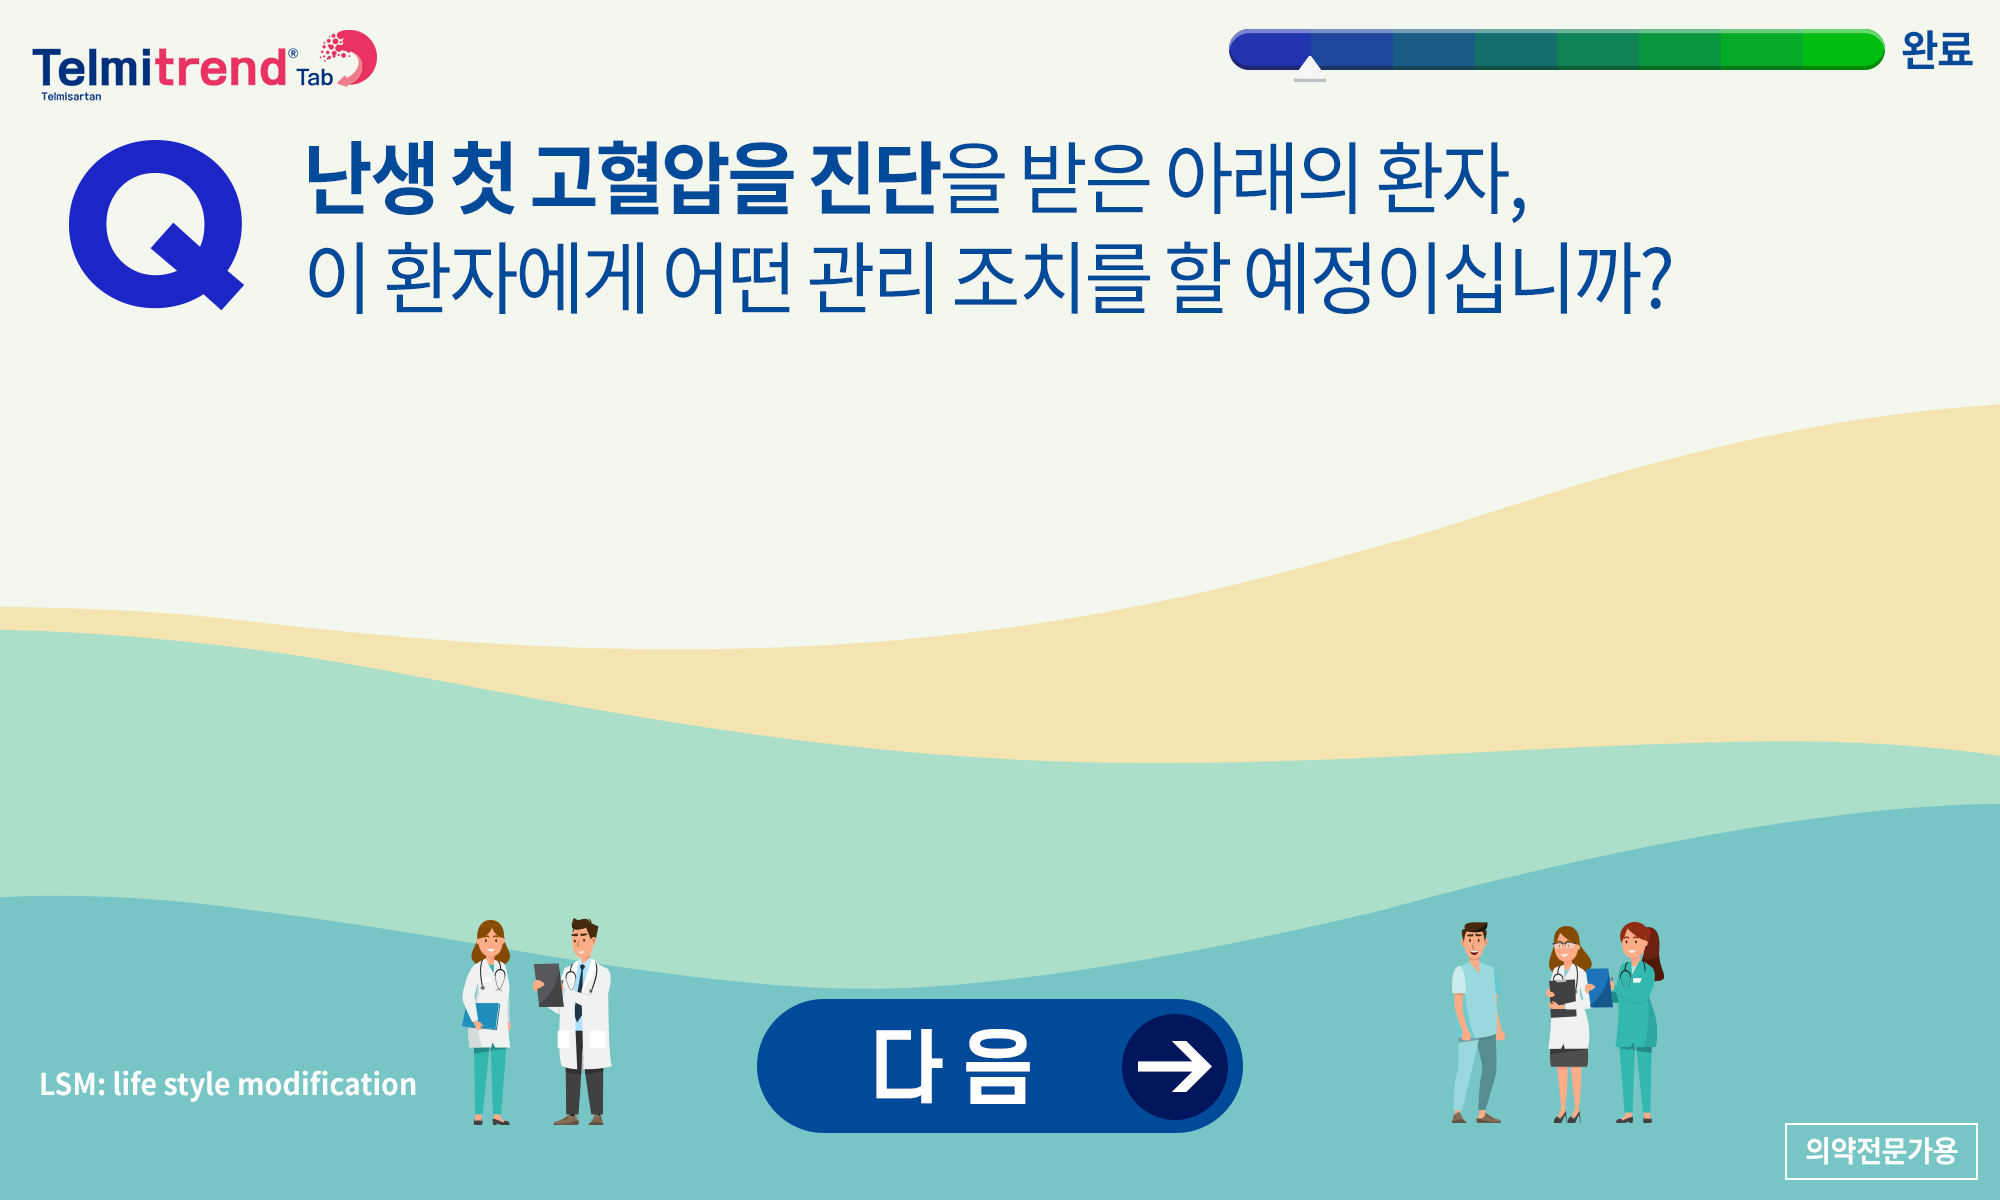 Telmitrend® Tab
Telmisartan
완료
Q
난생 첫 고혈압을 진단을 받은 아래의 환자,
이 환자에게 어떤 관리 조치를 할 예정이십니까?
다음
LSM: life style modification
의약전문가용